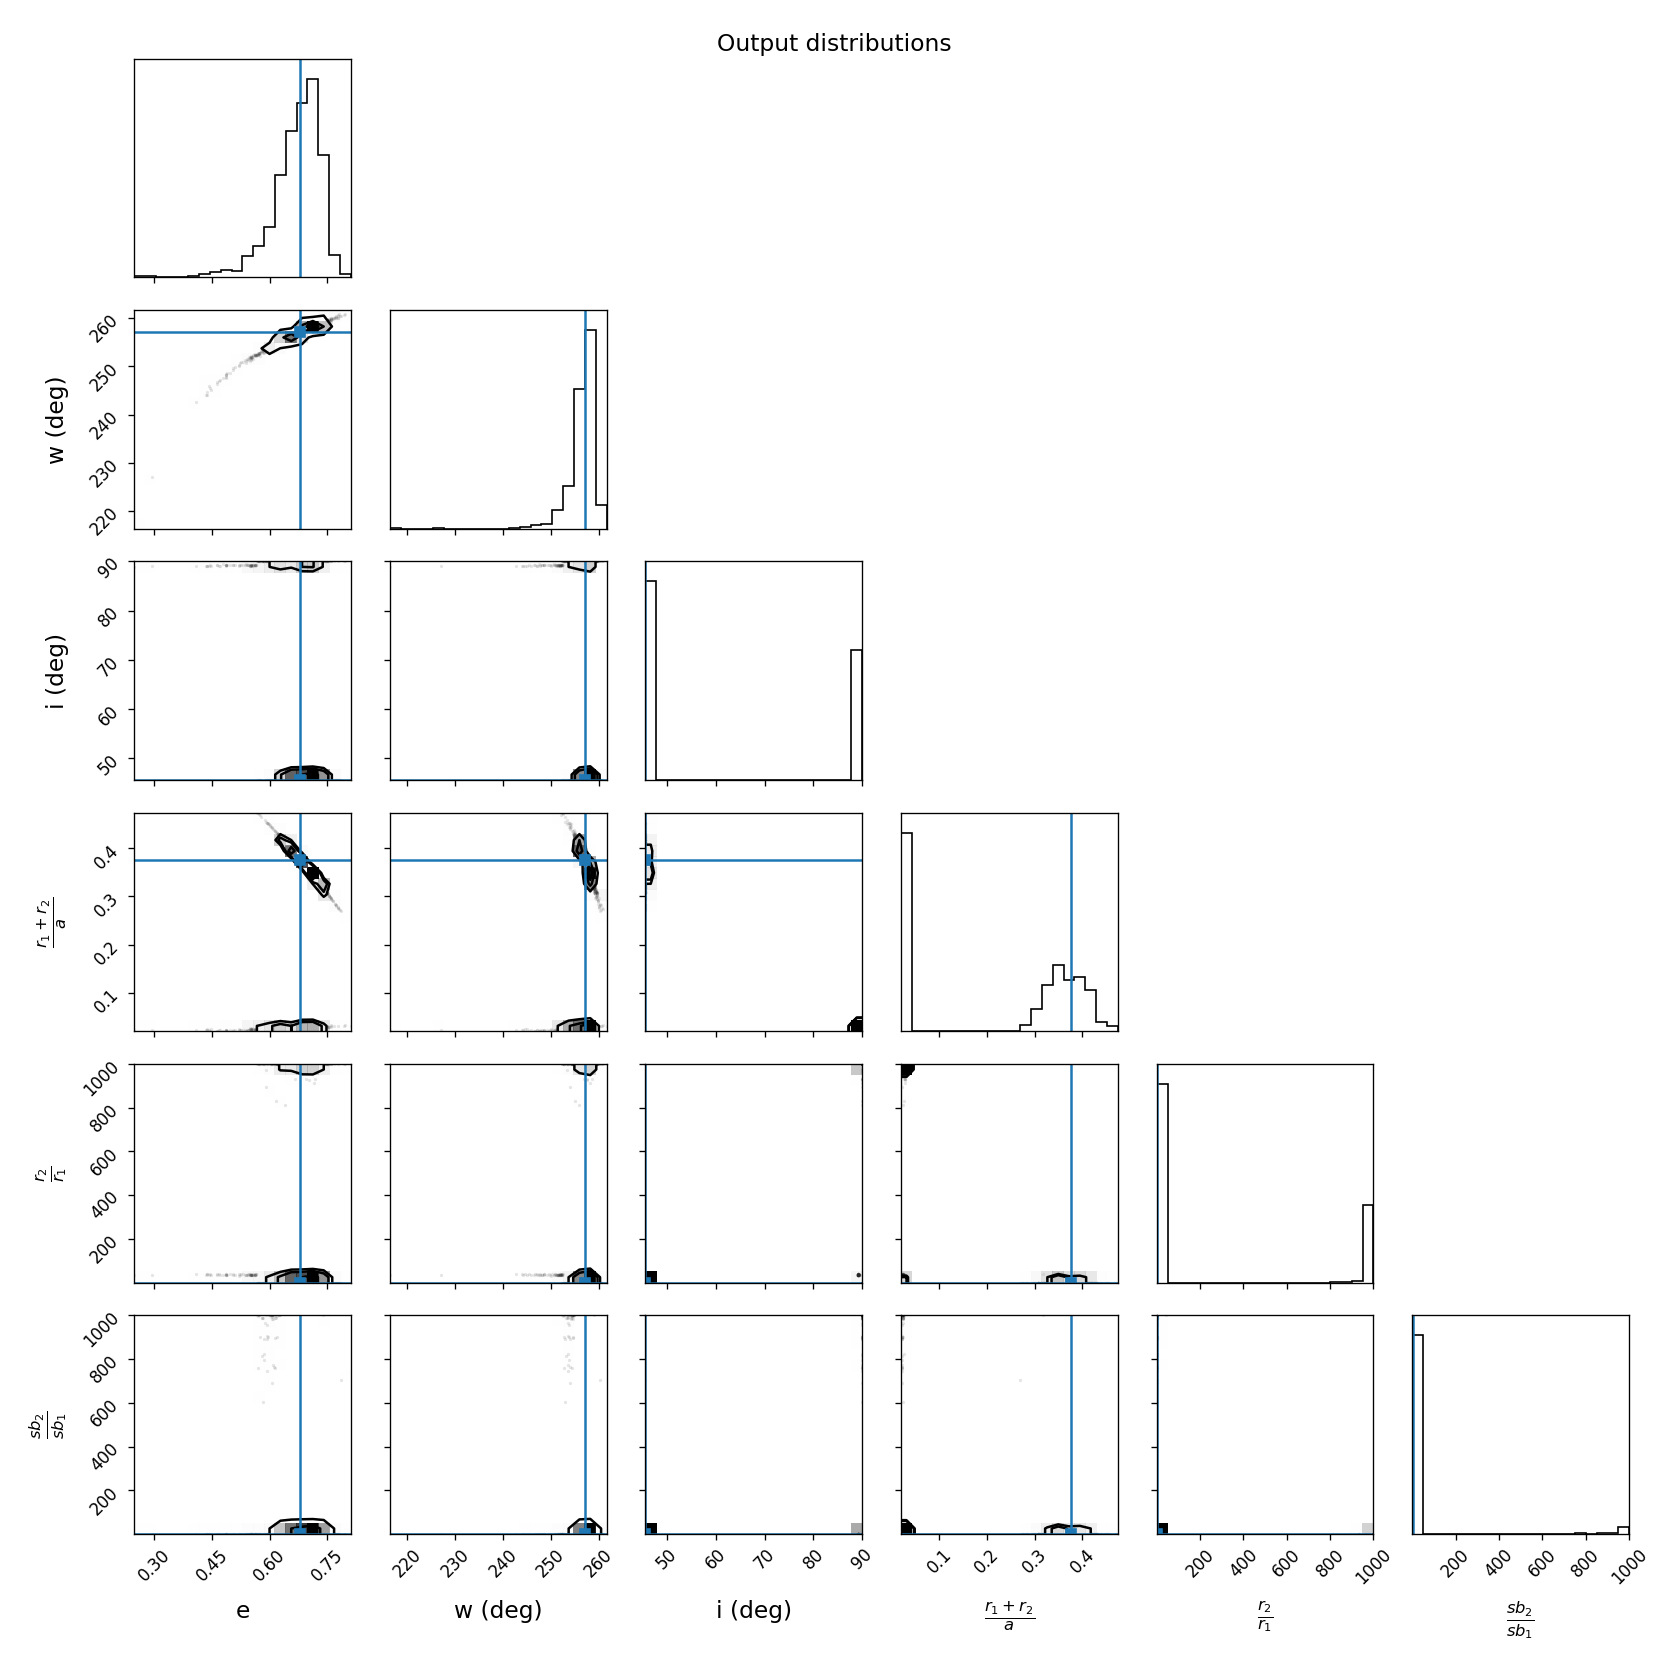 Output distributions
260
250
240
230
220
w (deg)
90
80
70
60
50
i (deg)
0.4
0.3
0.2
0.1
r₁ + r₂
a
1000
800
600
400
200
r₂
r₁
1000
800
600
400
200
sb₂
sb₁
0.30 0.45 0.60 0.75 220 230 240 250 260 50 60 70 80 90 0.1 0.2 0.3 0.4 200 400 600 800 1000 200 400 600 800 1000
e w (deg) i (deg)
r₁ + r₂
a
r₂
r₁
sb₂
sb₁